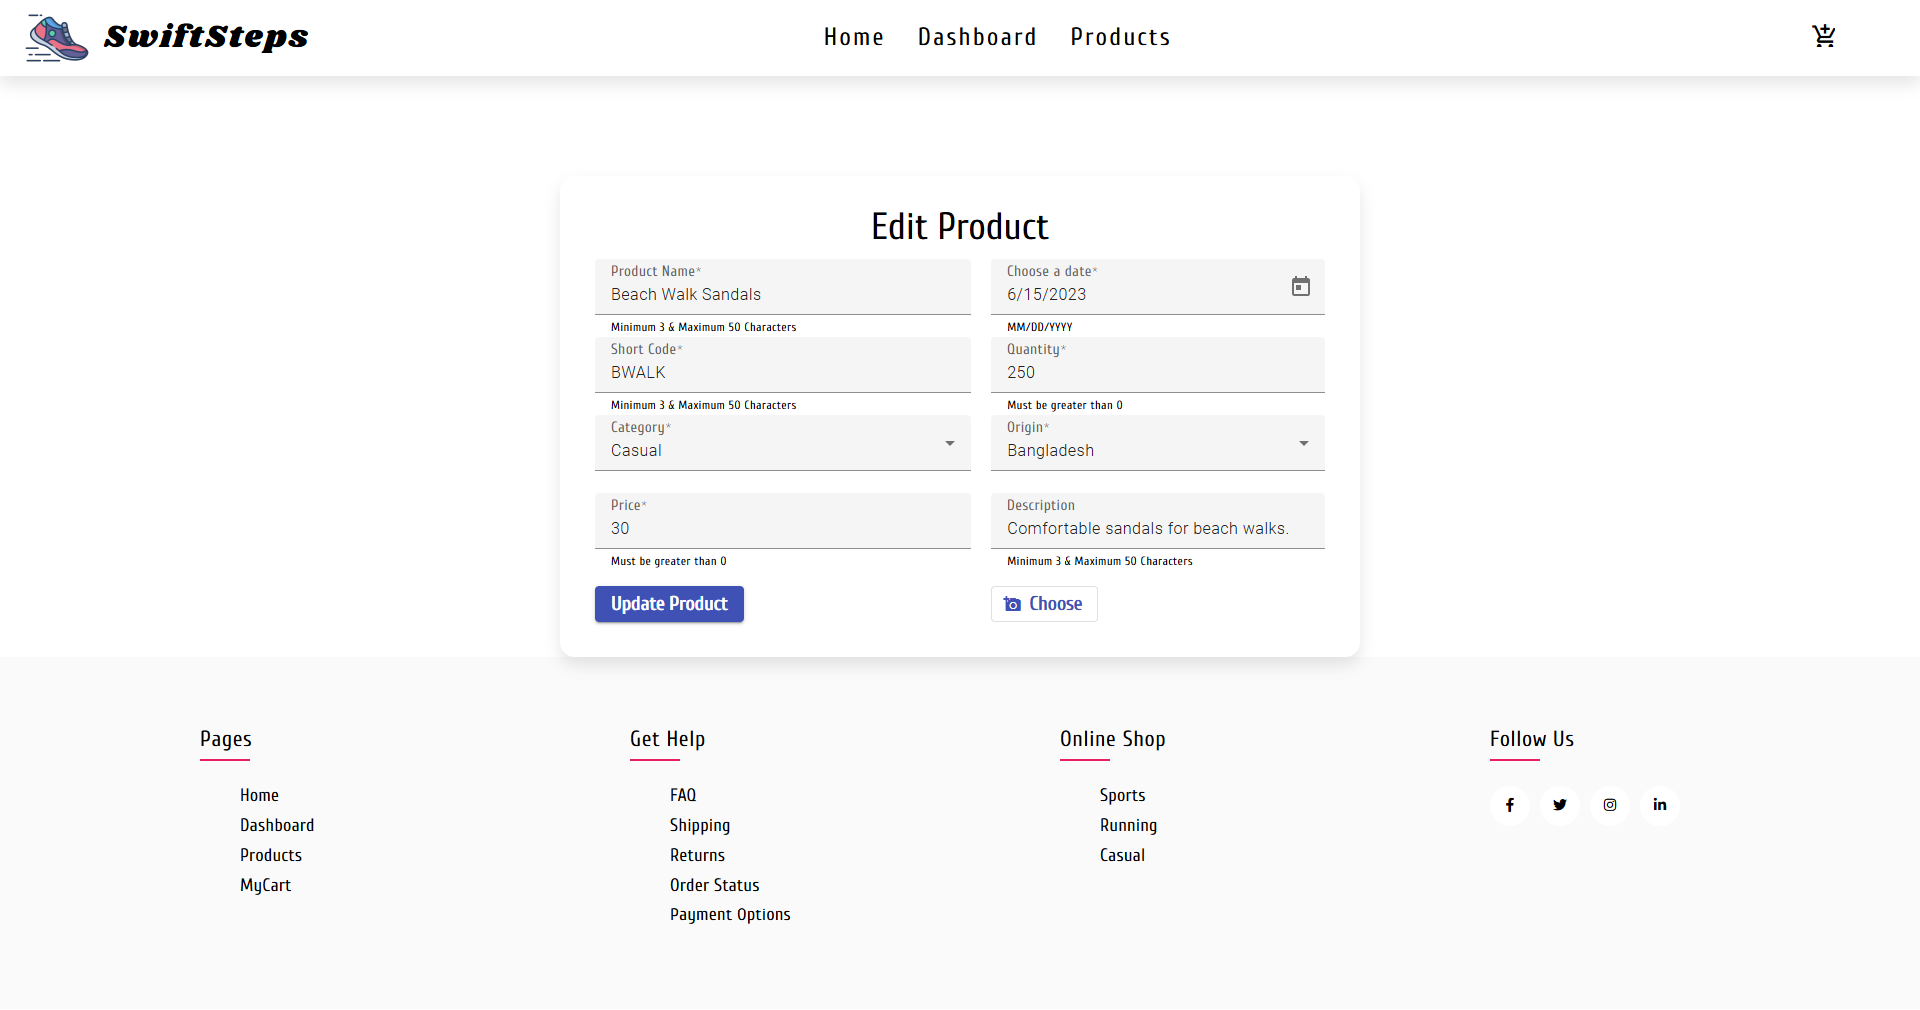 SwiftSteps
Home Dashboard Products
Edit Product
Product Name*
Beach Walk Sandals
Minimum 3 & Maximum 50 Characters
Choose a date*
6/15/2023
MM/DD/YYYY
Short Code*
BWALK
Minimum 3 & Maximum 50 Characters
Quantity*
250
Must be greater than 0
Category*
Casual
Origin*
Bangladesh
Price*
30
Must be greater than 0
Description
Comfortable sandals for beach walks.
Minimum 3 & Maximum 50 Characters
Update Product
Choose
Pages
Home
Dashboard
Products
MyCart
Get Help
FAQ
Shipping
Returns
Order Status
Payment Options
Online Shop
Sports
Running
Casual
Follow Us